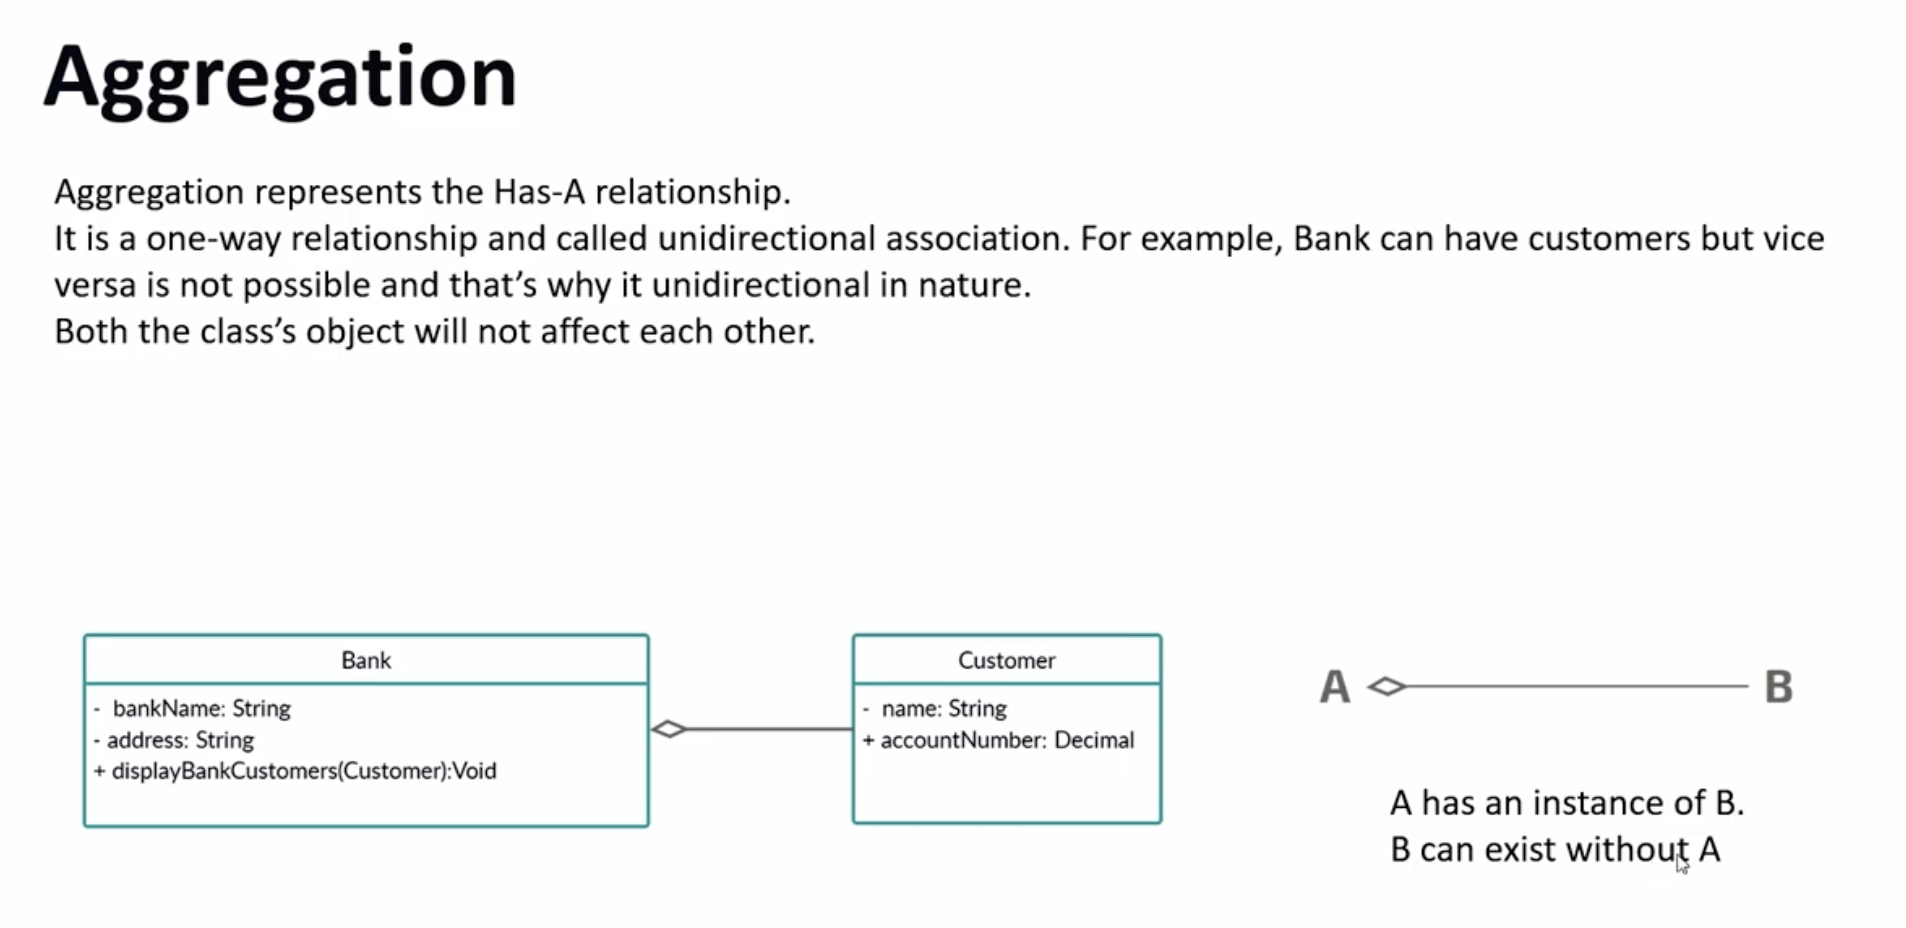 Aggregation
Aggregation represents the Has-A relationship.
It is a one-way relationship and called unidirectional association. For example, Bank can have customers but vice
versa is not possible and that’s why it unidirectional in nature.
Both the class’s object will not affect each other.
Bank
- bankName: String
- address: String
+ displayBankCustomers(Customer):Void
Customer
- name: String
+ accountNumber: Decimal
A B
A has an instance of B.
B can exist without A